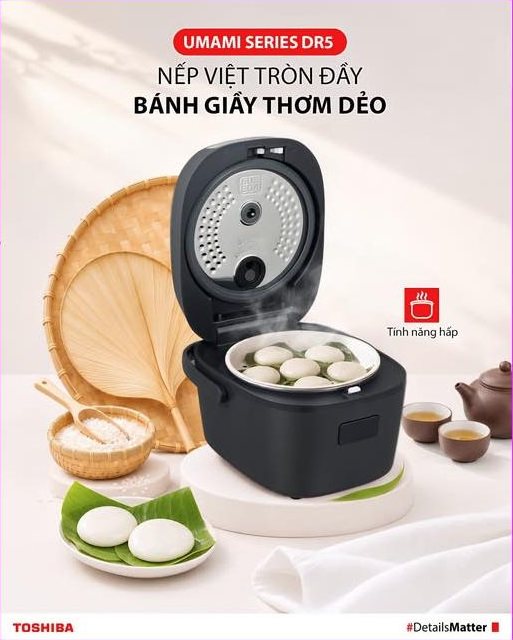 UMAMI SERIES DR5
NẾP VIỆT TRÒN ĐẦY
BÁNH GIẦY THƠM DẺO
Tính năng hấp
TOSHIBA
#DetailsMatter